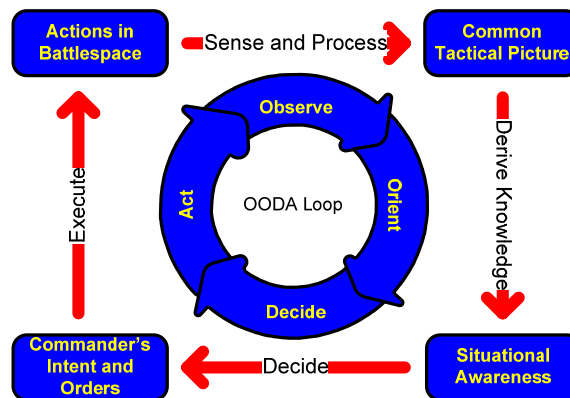 Actions in
Battlespace
Sense and Process
Common
Tactical Picture
Observe
Orient
Act
OODA Loop
Decide
Execute
Derive Knowledge
Commander's
Intent and
Orders
Decide
Situational
Awareness